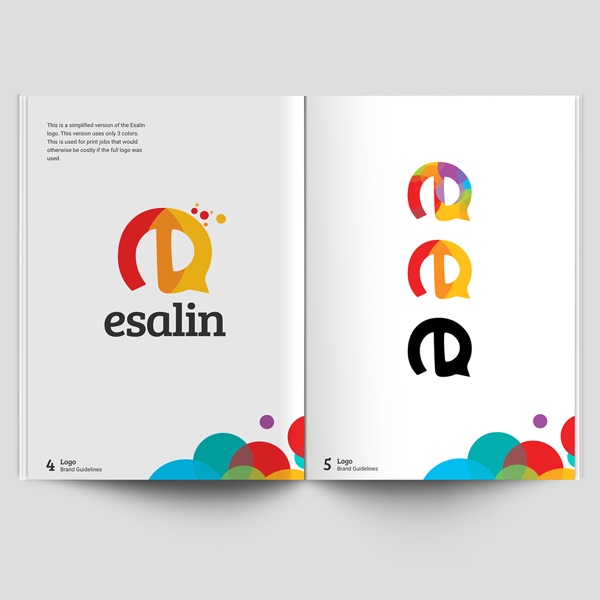 This is a simplified version of the Esalin
logo. This version uses only 3 colors.
This is used for print jobs that would
otherwise be costly if the full logo was
used.
esalin
4 Logo
Brand Guidelines
e
e
e
5 Logo
Brand Guidelines